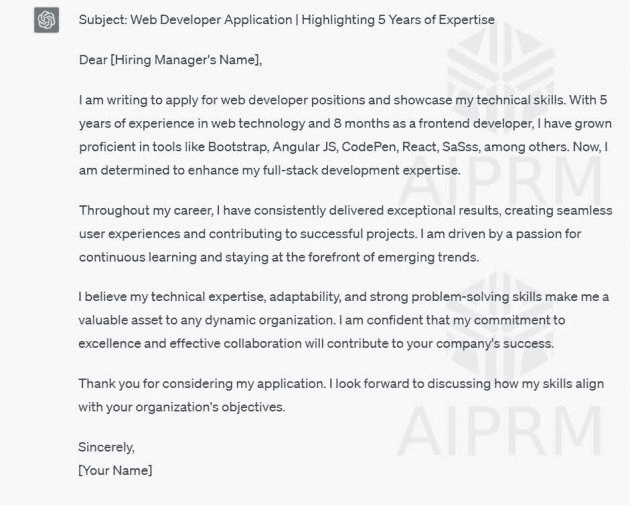 Subject: Web Developer Application | Highlighting 5 Years of Expertise
Dear [Hiring Manager's Name],
I am writing to apply for web developer positions and showcase my technical skills. With 5
years of experience in web technology and 8 months as a frontend developer, I have grown
proficient in tools like Bootstrap, Angular JS, CodePen, React, SaSss, among others. Now, I
am determined to enhance my full-stack development expertise.
AIPRM
Throughout my career, I have consistently delivered exceptional results, creating seamless
user experiences and contributing to successful projects. I am driven by a passion for
continuous learning and staying at the forefront of emerging trends.
I believe my technical expertise, adaptability, and strong problem-solving skills make me a
valuable asset to any dynamic organization. I am confident that my commitment to
excellence and effective collaboration will contribute to your company's success.
Thank you for considering my application. I look forward to discussing how my skills align
with your organization's objectives.
AIPRM
Sincerely,
[Your Name]